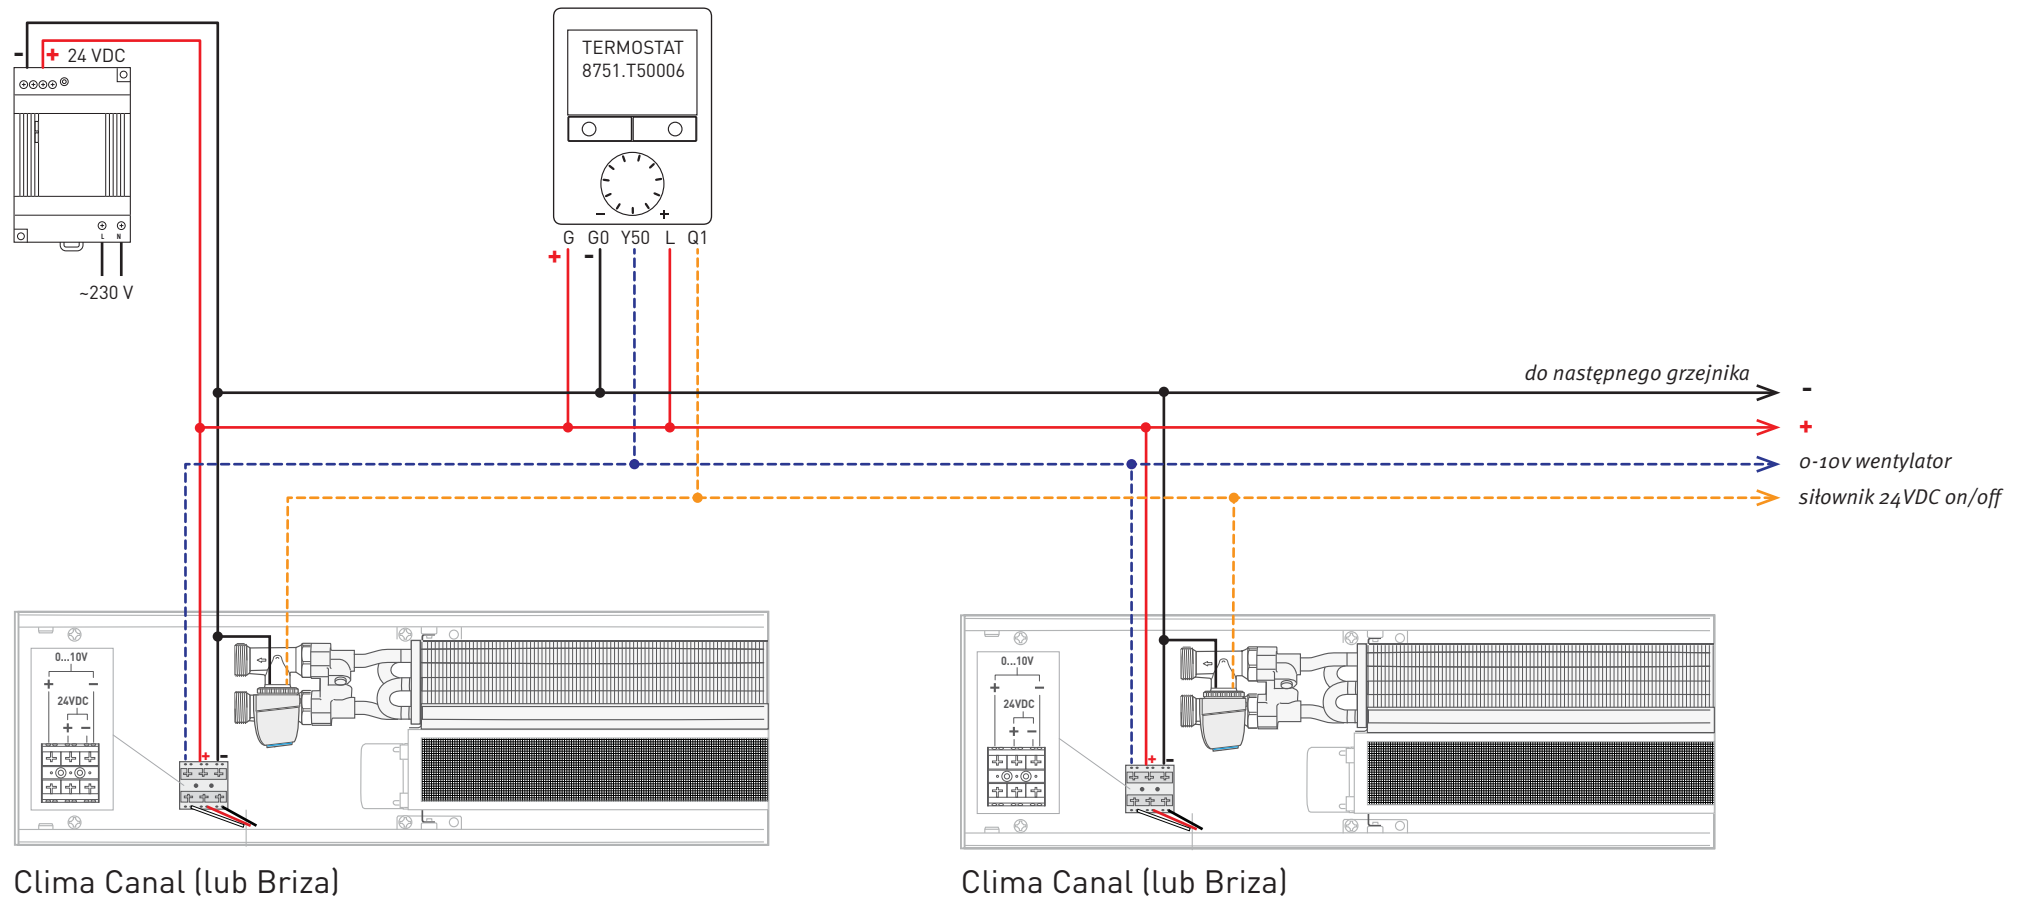 - + 24 VDC
L N
~230 V
TERMOSTAT
8751.T50006
- +
G G0 Y50 L Q1
+ -
do następnego grzejnika -
+
0-10v wentylator
siłownik 24VDC on/off
0...10V
+ -
24VDC
+ -
+ -
0...10V
+ -
24VDC
+ -
+ -
Clima Canal (lub Briza)
Clima Canal (lub Briza)